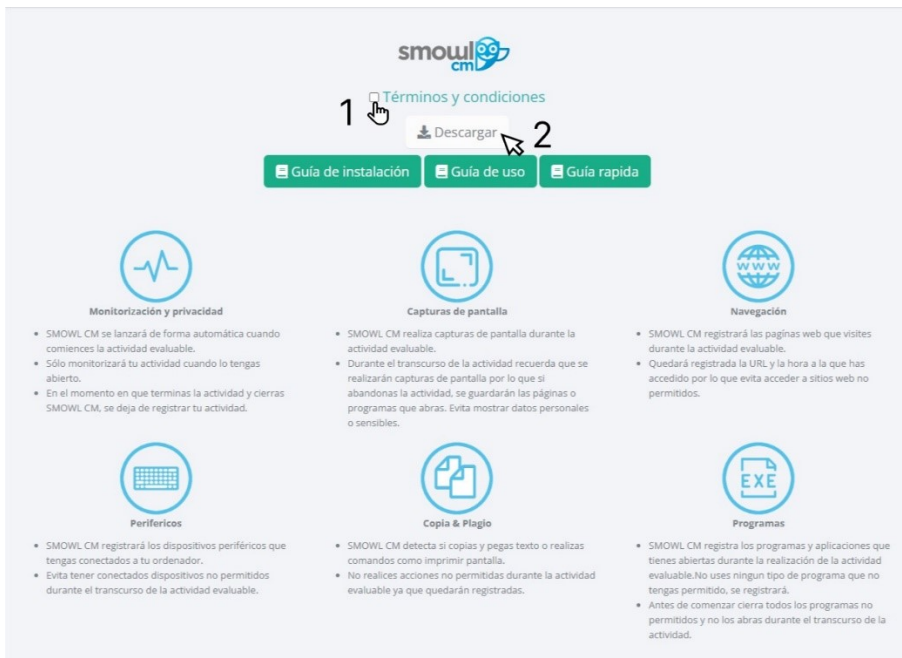 smowl
cm
Términos y condiciones
1
Descargar
2
Guía de instalación
Guía de uso
Guía rapida
Monitorización y privacidad
SMOWL CM se lanzará de forma automática cuando
comiences la actividad evaluable.
Sólo monitorizará tu actividad cuando lo tengas
abierto.
En el momento en que terminas la actividad y cierras
SMOWL CM, se deja de registrar tu actividad.
Capturas de pantalla
SMOWL CM realiza capturas de pantalla durante la
actividad evaluable.
Durante el transcurso de la actividad recuerda que se
realizarán capturas de pantalla por lo que si
abandonas la actividad, se guardarán las páginas o
programas que abras. Evita mostrar datos personales
o sensibles.
WWW
Navegación
SMOWL CM registrará las pagínas web que visites
durante la actividad evaluable.
Quedará registrada la URL y la hora a la que has
accedido por lo que evita acceder a sitios web no
permitidos.
Perifericos
SMOWL CM registrará los dispositivos periféricos que
tengas conectados a tu ordenador.
Evita tener conectados dispositivos no permitidos
durante el transcurso de la actividad evaluable.
Copia & Plagio
SMOWL CM detecta si copias y pegas texto o realizas
comandos como imprimir pantalla.
No realices acciones no permitidas durante la actividad
evaluable ya que quedarán registradas.
EXE
Programas
SMOWL CM registra los programas y aplicaciones que
tienes abiertas durante la realización de la actividad
evaluable.No uses ningun tipo de programa que no
tengas permitido, se registrará.
Antes de comenzar cierra todos los programas no
permitidos y no los abras durante el transcurso de la
actividad.